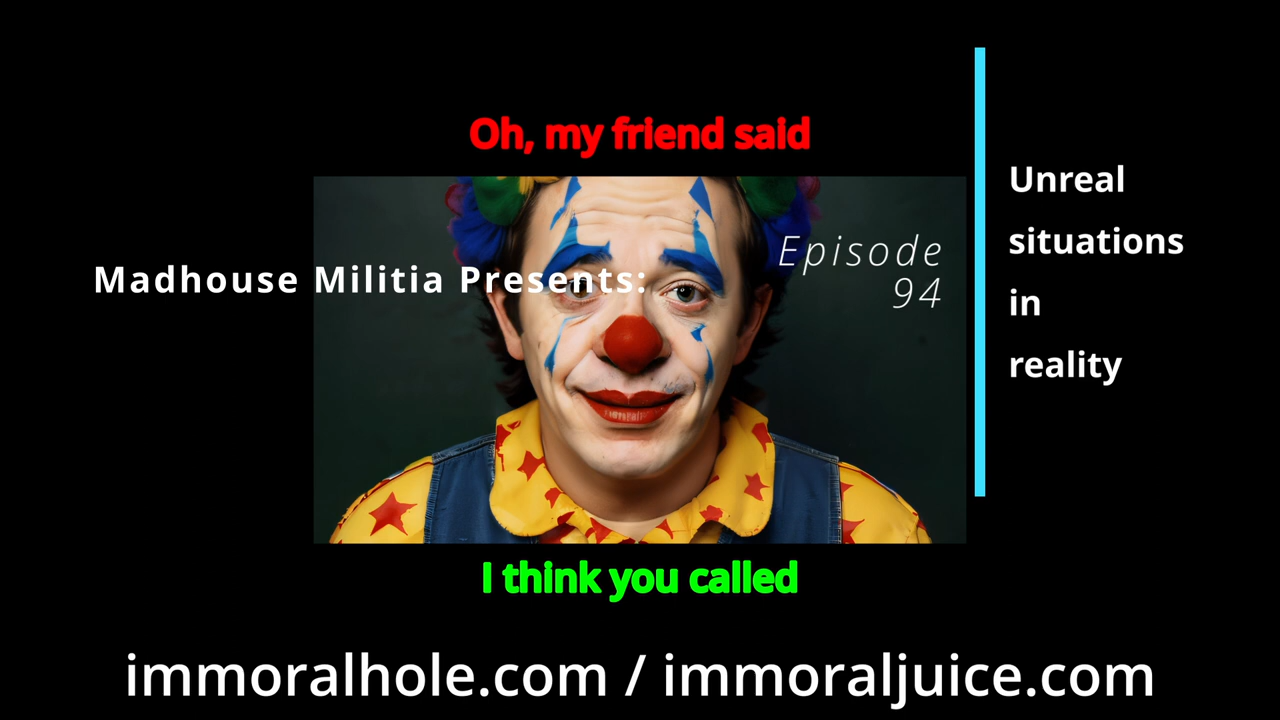 Oh, my friend said
Madhouse Militia Presents:
Episode
94
Unreal
situations
in
reality
I think you called
immoralhole.com / immoraljuice.com